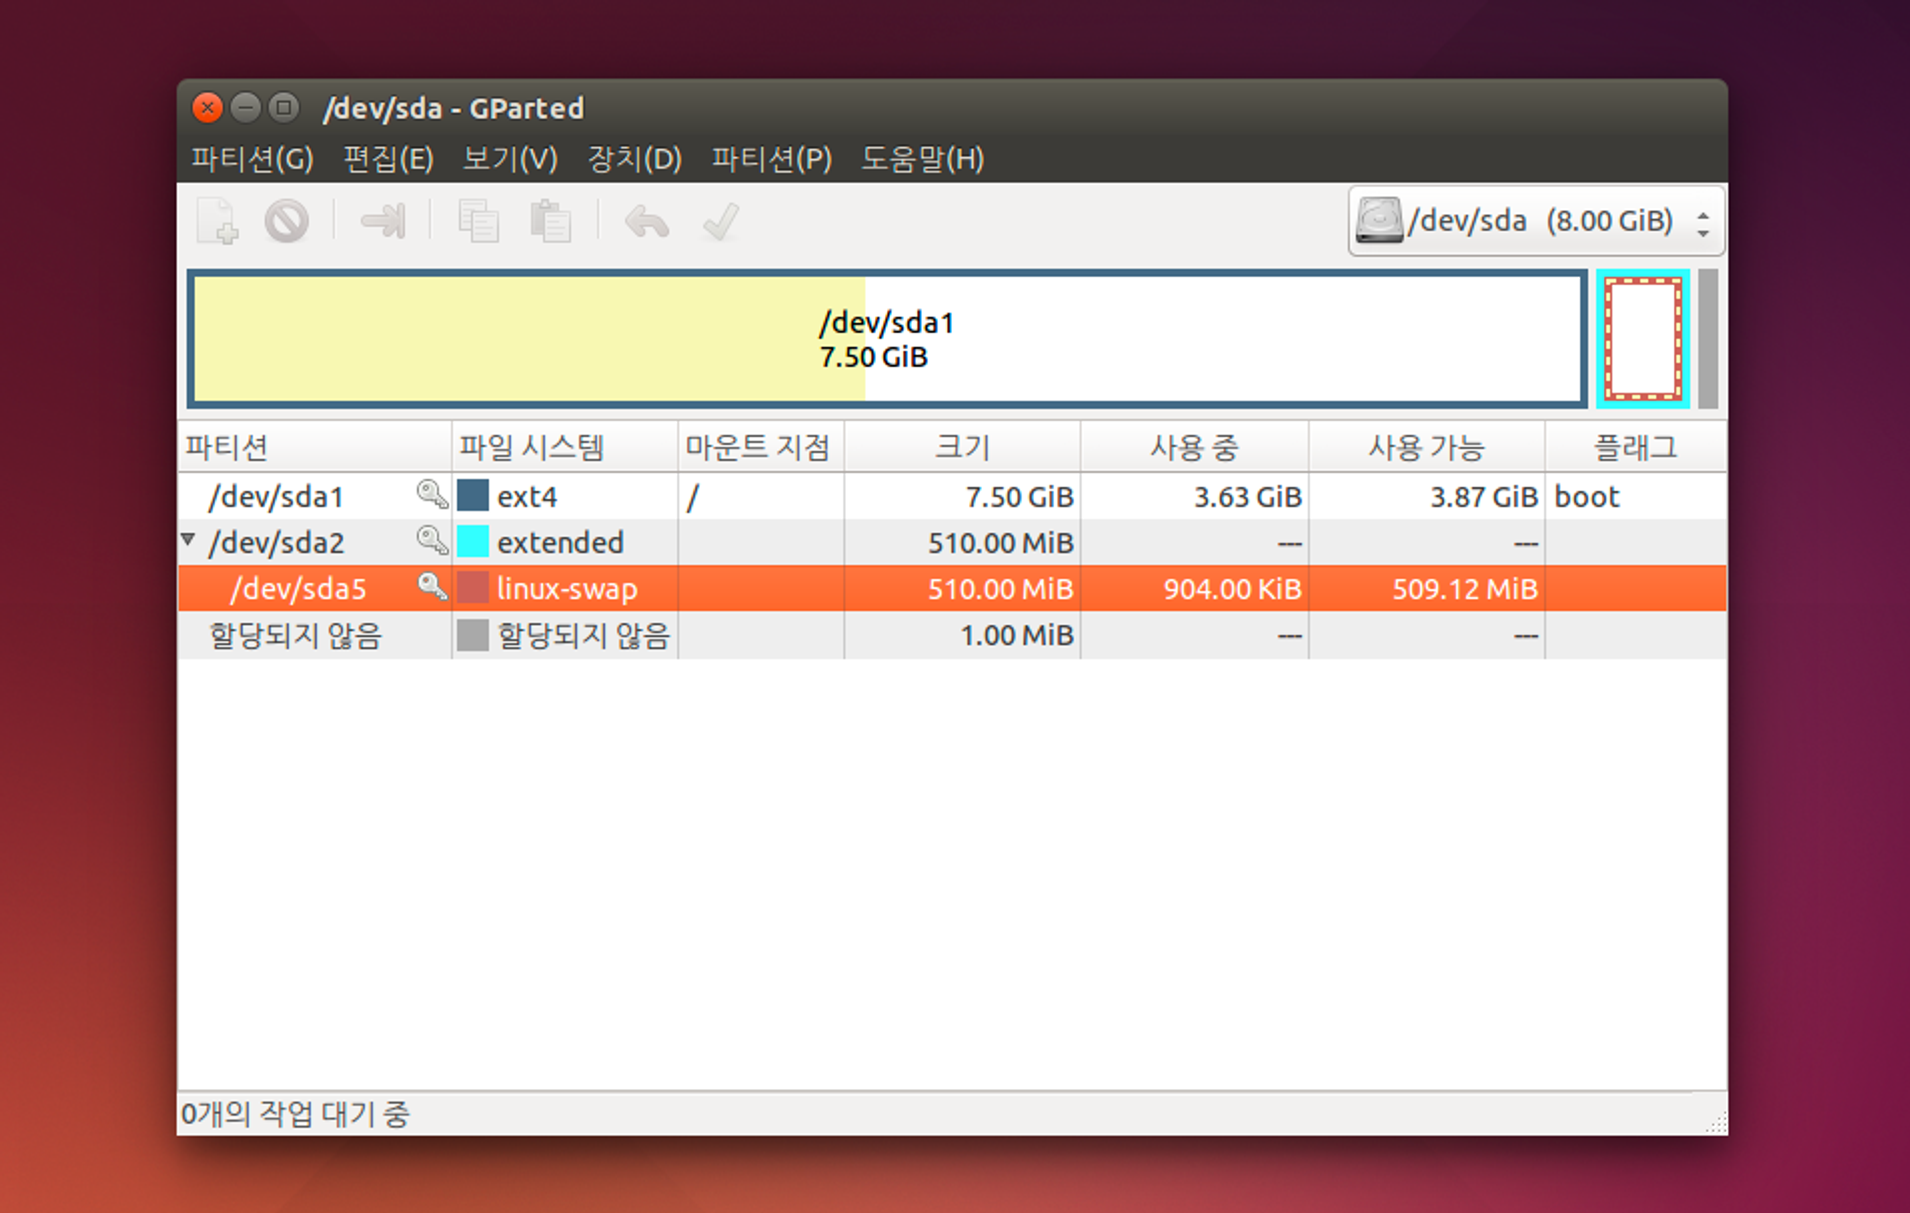 /dev/sda - GParted
파티션(G) 편집(E) 보기(V) 장치(D) 파티션(P) 도움말(H)
/dev/sda (8.00 GiB)
/dev/sda1
7.50 GiB
파티션 파일 시스템 마운트 지점 크기 사용 중 사용 가능 플래그
/dev/sda1 ext4 / 7.50 GiB 3.63 GiB 3.87 GiB boot
/dev/sda2 extended 510.00 MiB --- ---
/dev/sda5 linux-swap 510.00 MiB 904.00 KiB 509.12 MiB
할당되지 않음 할당되지 않음 1.00 MiB --- ---
0개의 작업 대기 중